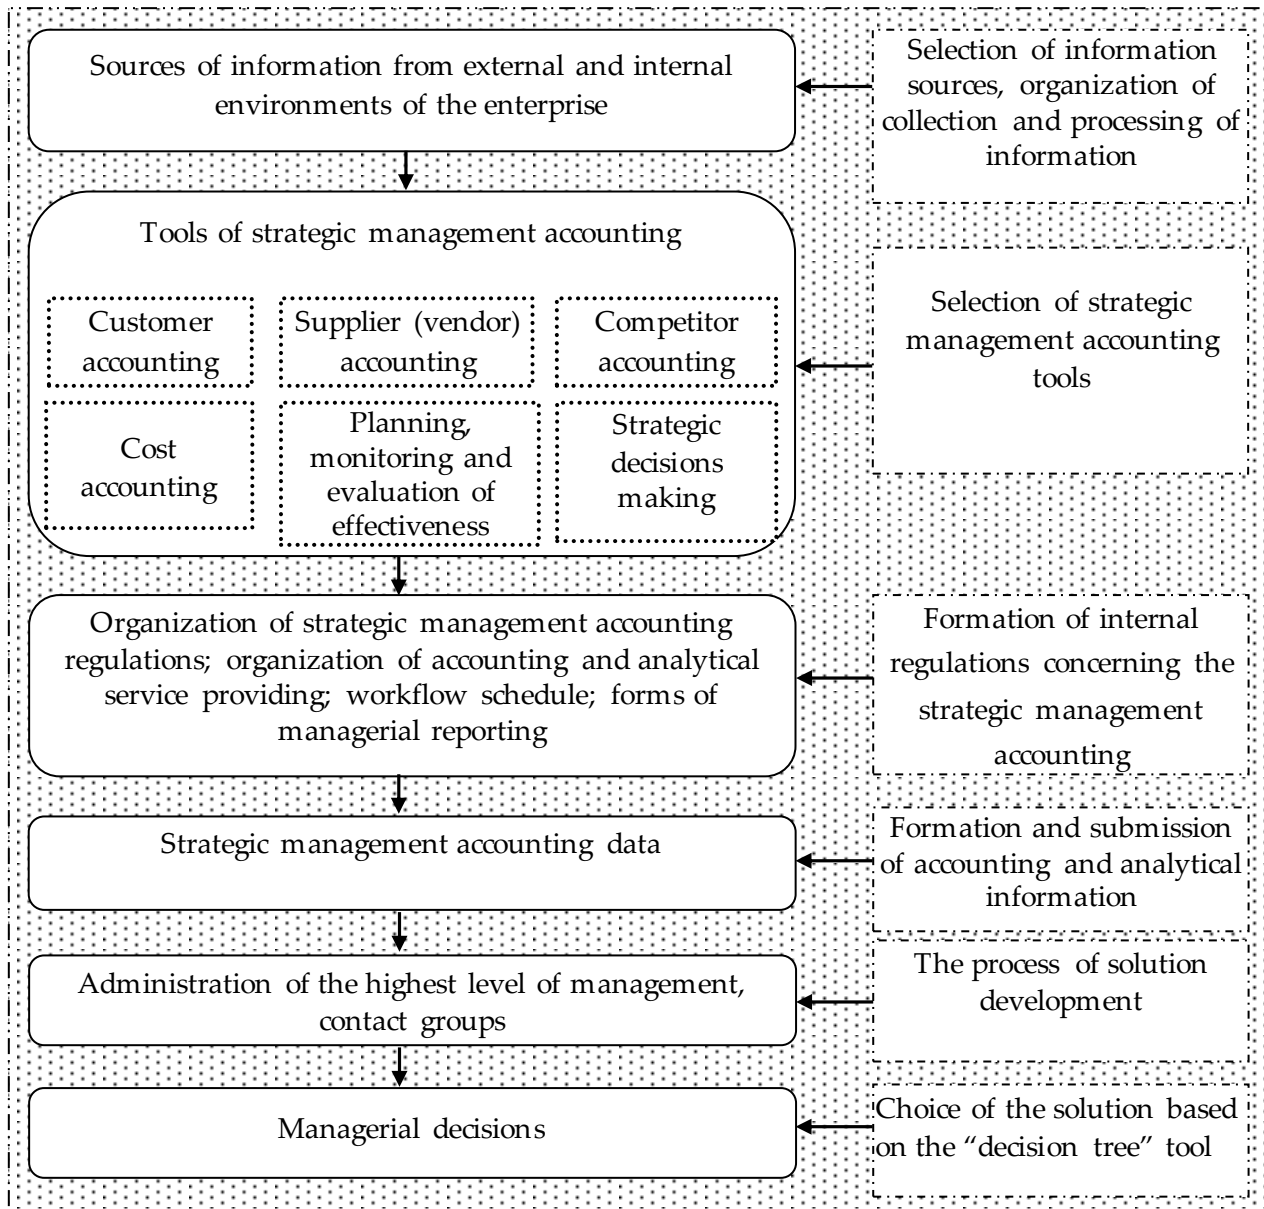 Sources of information from external and internal
environments of the enterprise
Selection of information
sources, organization of
collection and processing of
information
Tools of strategic management accounting
Customer
accounting
Supplier (vendor)
accounting
Competitor
accounting
Cost
accounting
Planning,
monitoring and
evaluation of
effectiveness
Strategic
decisions
making
Selection of strategic
management accounting
tools
Organization of strategic management accounting
regulations; organization of accounting and analytical
service providing; workflow schedule; forms of
managerial reporting
Formation of internal
regulations concerning the
strategic management
accounting
Strategic management accounting data
Formation and submission
of accounting and analytical
information
Administration of the highest level of management,
contact groups
The process of solution
development
Managerial decisions
Choice of the solution based
on the “decision tree” tool